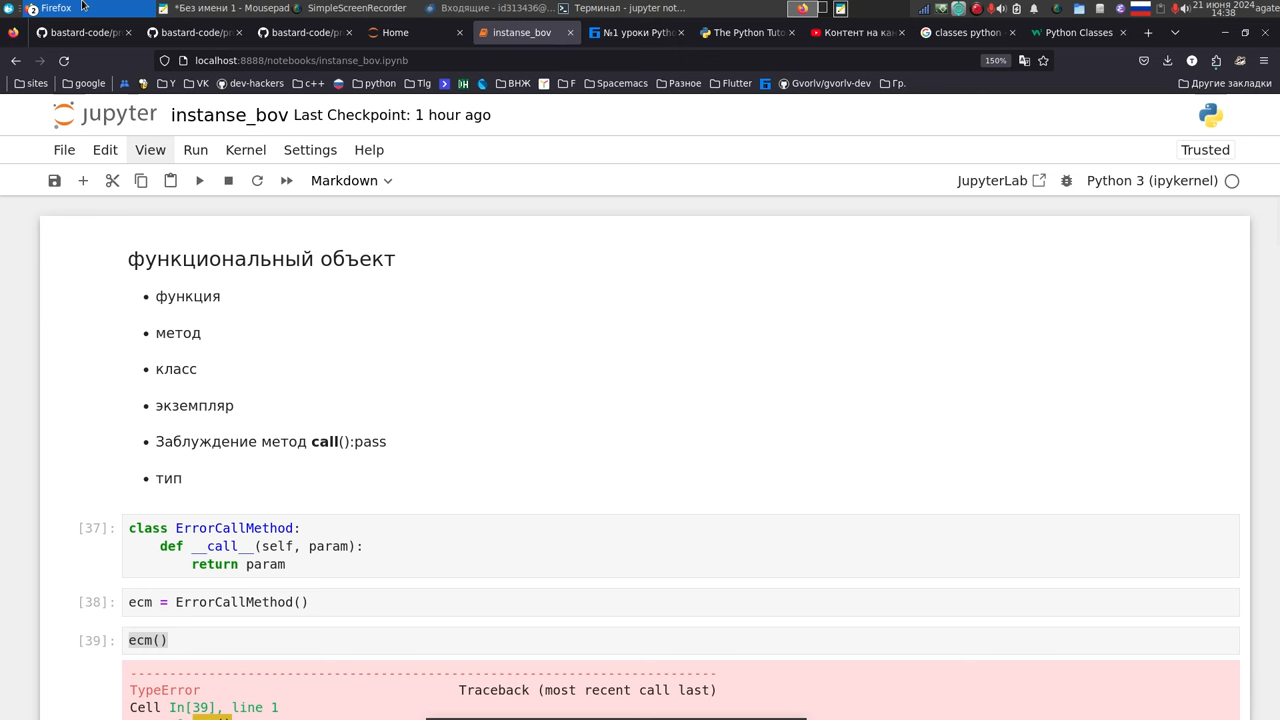 Firefox
2
*Без имени 1 - Mousepad
SimpleScreenRecorder
Входящие - id313436@...
Терминал - jupyter not...
21 июня 2024
14:38
bastard-code/pr
bastard-code/pr
bastard-code/pr
Home
instanse_bov
№1 уроки Pytho
The Python Tuto
Контент на кан
classes python
Python Classes
localhost:8888/notebooks/instanse_bov.ipynb
150%
sites
google
Y
VK
dev-hackers
c++
python
Tlg
ВНЖ
F
Spacemacs
Разное
Flutter
Gvorlv/gvorlv-dev
Гр.
Другие закладки
jupyter
instanse_bov Last Checkpoint: 1 hour ago
File
Edit
View
Run
Kernel
Settings
Help
Trusted
Markdown
JupyterLab
Python 3 (ipykernel)
функциональный объект
• функция
• метод
• класс
• экземпляр
• Заблуждение метод call():pass
• тип
[37]:
class ErrorCallMethod:
def __call__(self, param):
return param
[38]:
ecm = ErrorCallMethod()
[39]:
ecm()
---------------------------------------------------------------------------
TypeError Traceback (most recent call last)
Cell In[39], line 1